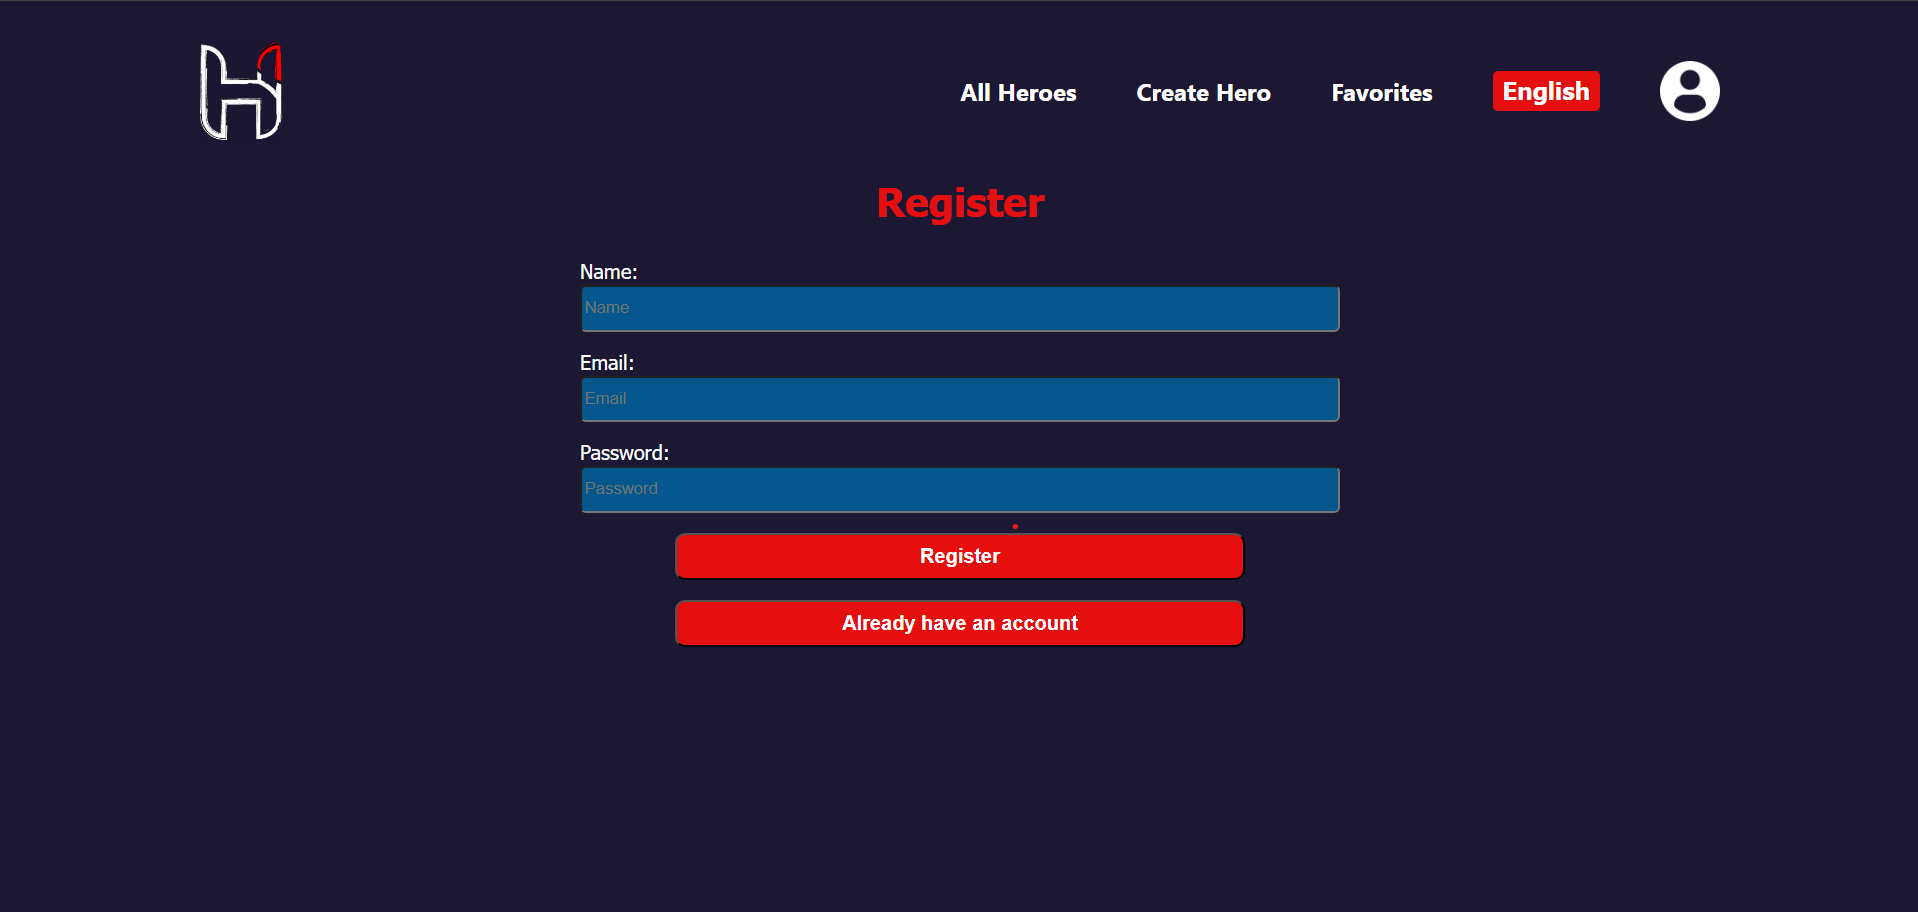 All Heroes Create Hero Favorites English
Register
Name:
Name
Email:
Email
Password:
Password
Register
Already have an account